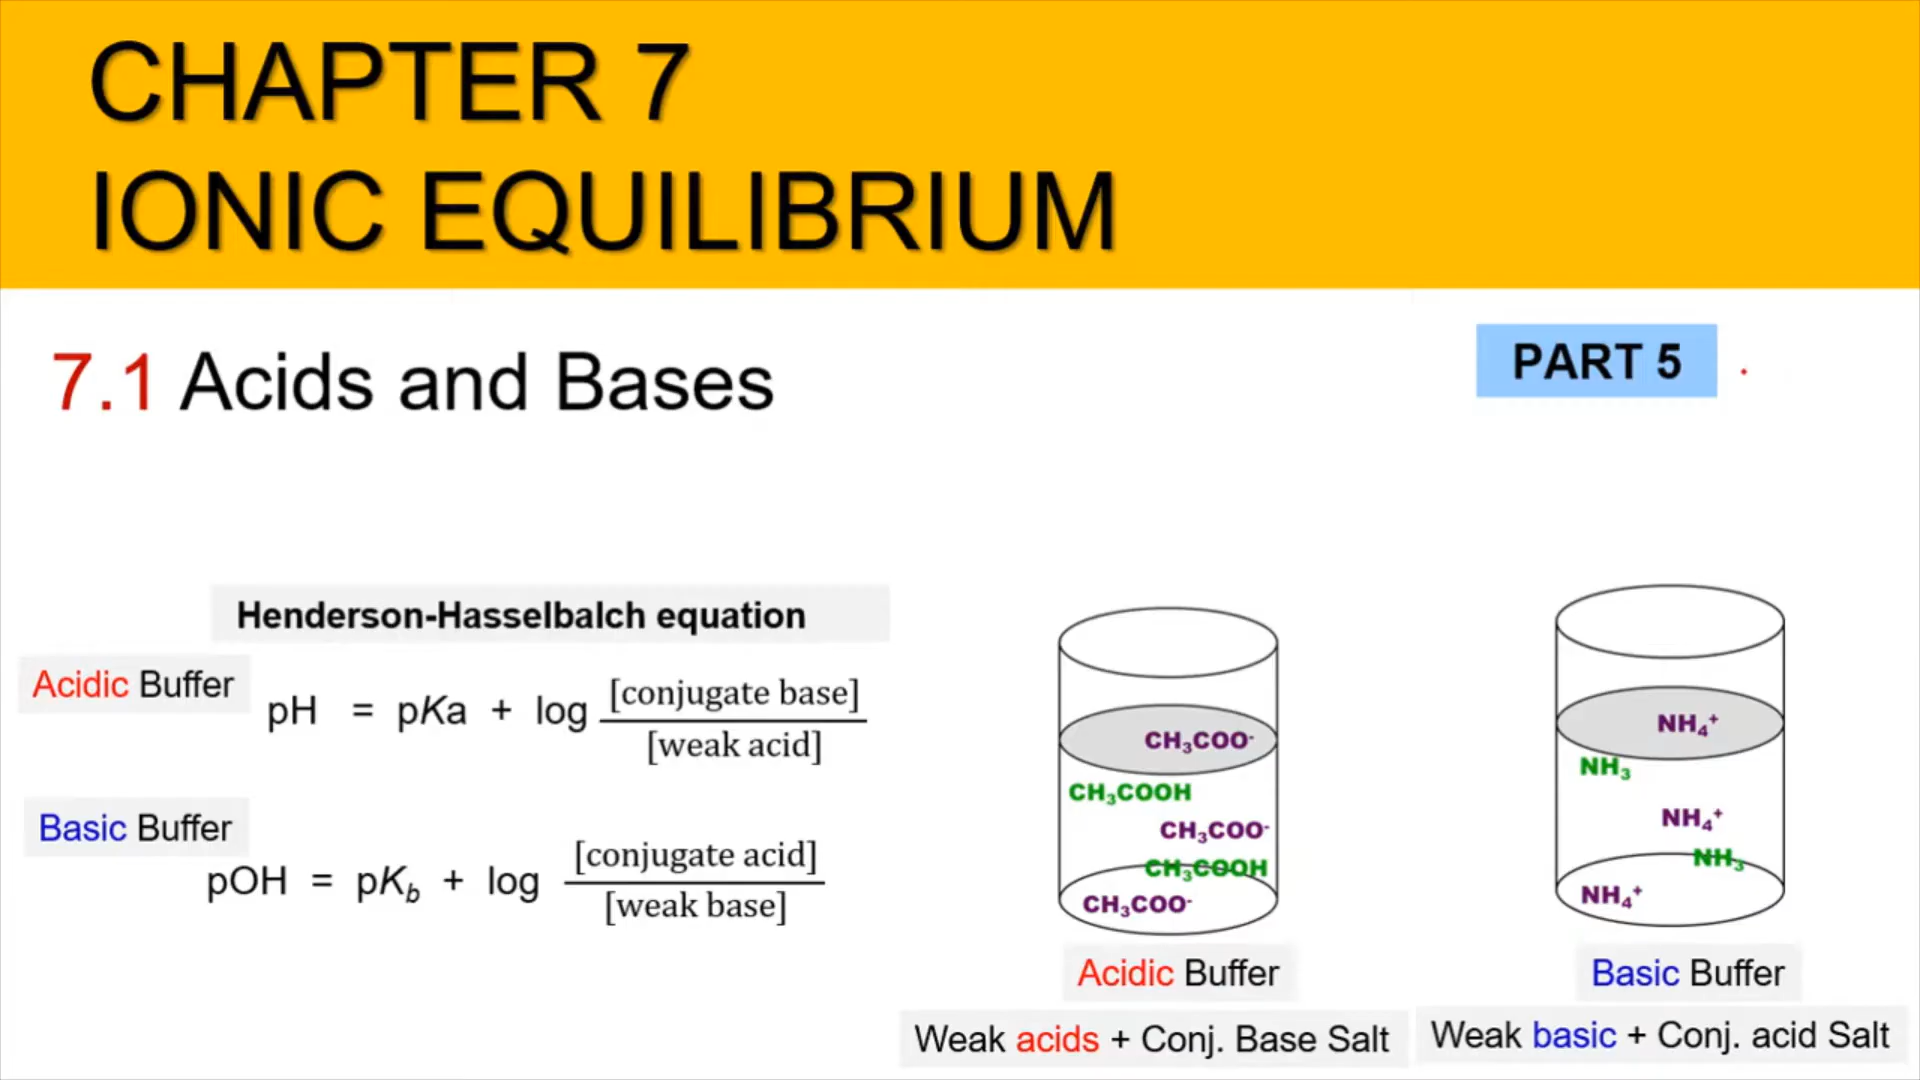 CHAPTER 7
IONIC EQUILIBRIUM
7.1 Acids and Bases
PART 5
Henderson-Hasselbalch equation
Acidic Buffer
pH = pKa + log [conjugate base] / [weak acid]
Basic Buffer
pOH = pK_b + log [conjugate acid] / [weak base]
CH₃COO⁻
CH₃COOH
CH₃COO⁻
CH₃COOH
CH₃COO⁻
Acidic Buffer
Weak acids + Conj. Base Salt
NH₄⁺
NH₃
NH₄⁺
NH₃
NH₄⁺
Basic Buffer
Weak basic + Conj. acid Salt